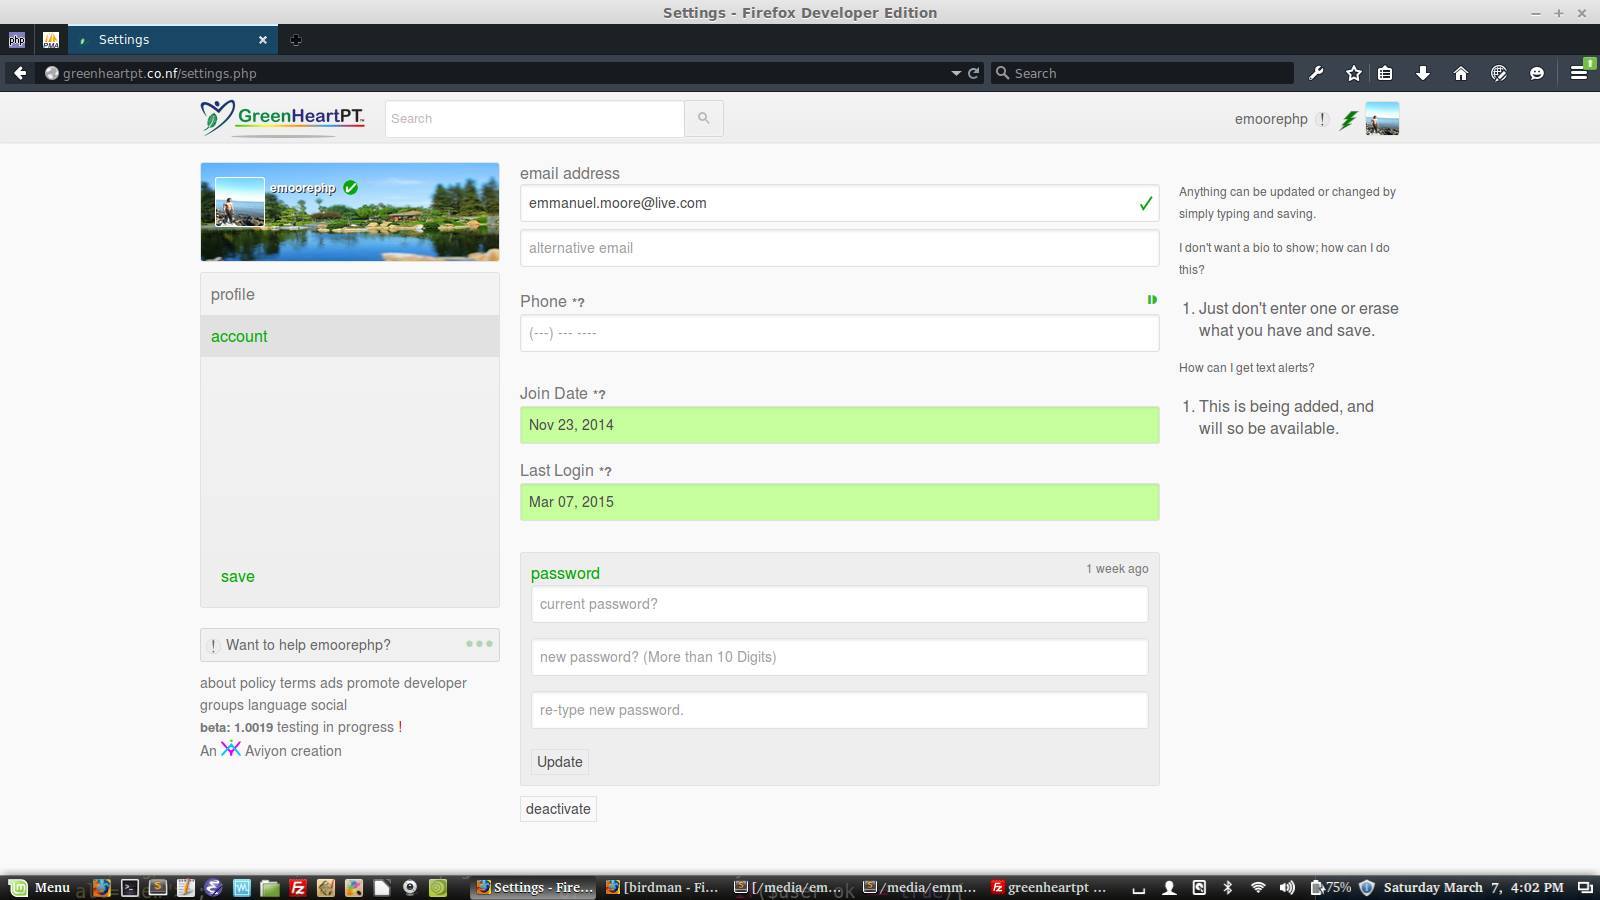 Settings - Firefox Developer Edition
php
PMA
Settings
greenheartpt.co.nf/settings.php
Search
GreenHeartPT
Search
emoorephp
emoorephp
profile
account
save
Want to help emoorephp?
about policy terms ads promote developer
groups language social
beta: 1.0019 testing in progress !
An Aviyon creation
email address
emmanuel.moore@live.com
alternative email
Phone *?
(---) --- ----
Join Date *?
Nov 23, 2014
Last Login *?
Mar 07, 2015
password
1 week ago
current password?
new password? (More than 10 Digits)
re-type new password.
Update
deactivate
Anything can be updated or changed by
simply typing and saving.
I don't want a bio to show; how can I do
this?
1. Just don't enter one or erase
what you have and save.
How can I get text alerts?
1. This is being added, and
will so be available.
Menu
Settings - Fire...
[birdman - Fi...
[/media/em...
/media/emm...
greenheartpt ...
75%
Saturday March 7, 4:02 PM